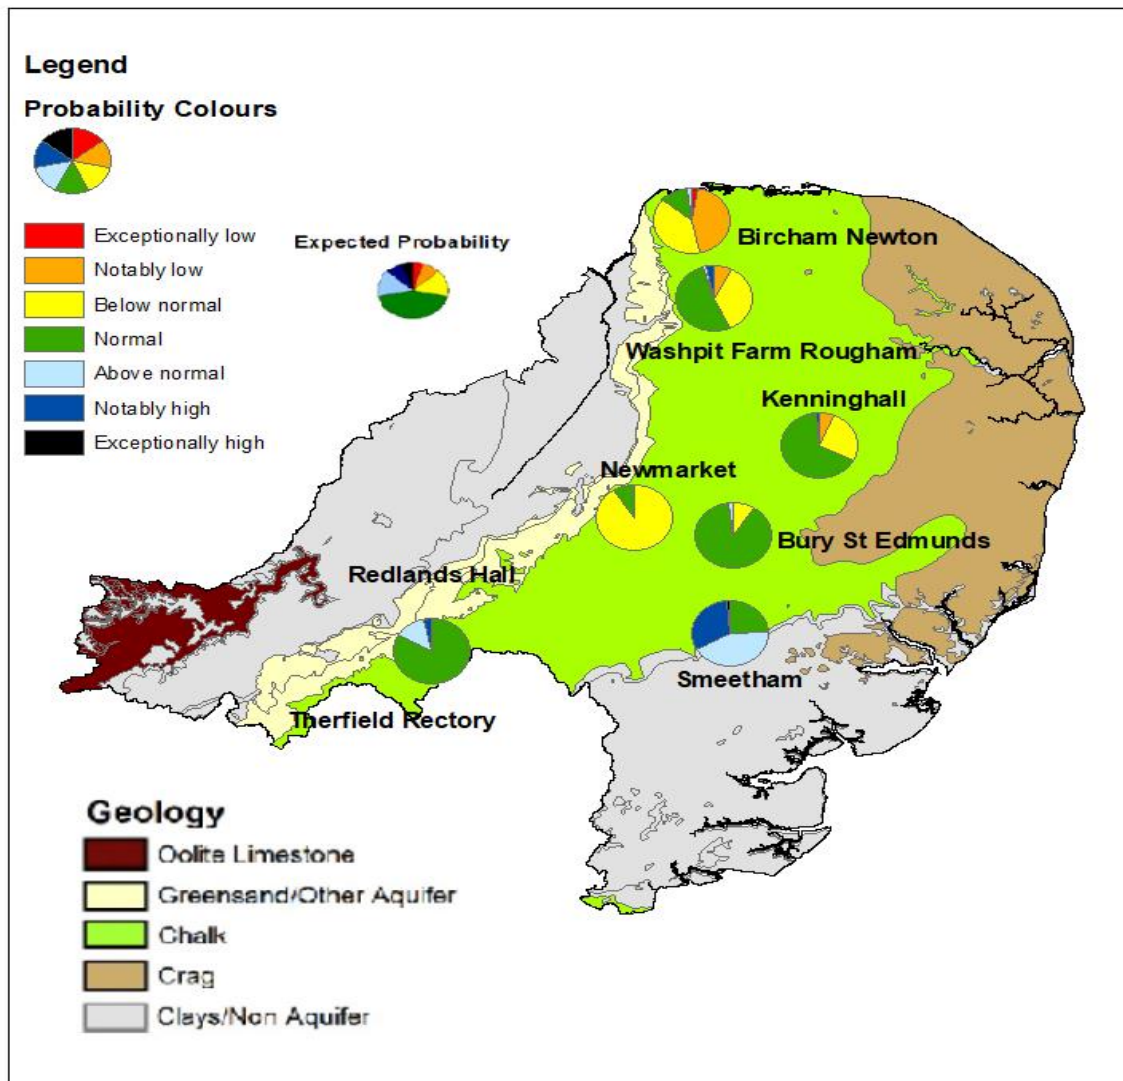 Legend
Probability Colours
Exceptionally low
Notably low
Below normal
Normal
Above normal
Notably high
Exceptionally high
Expected Probability
Bircham Newton
Washpit Farm Rougham
Kenninghall
Newmarket
Bury St Edmunds
Redlands Hall
Smeetham
Therfield Rectory
Geology
Oolite Limestone
Greensand/Other Aquifer
Chalk
Crag
Clays/Non Aquifer